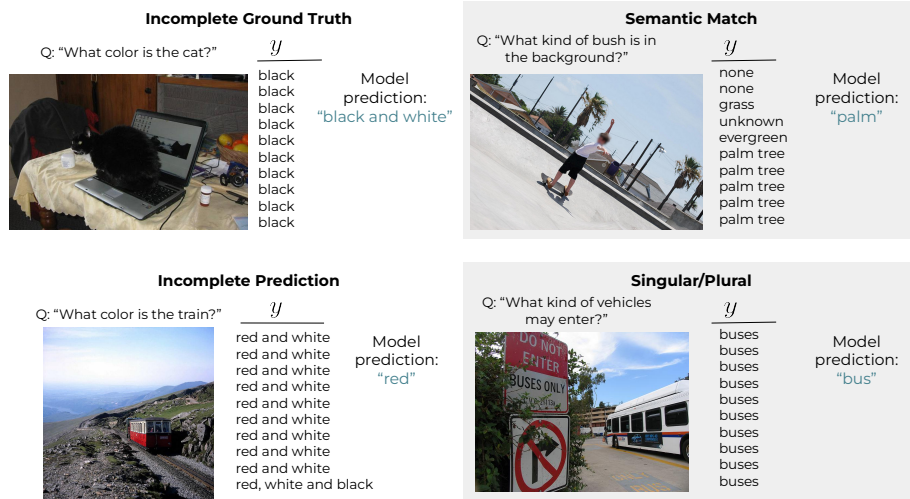 Incomplete Ground Truth
Q: “What color is the cat?”
y
black
black
black
black
black
black
black
black
black
black
Model
prediction:
“black and white”
Semantic Match
Q: “What kind of bush is in
the background?”
y
none
none
grass
unknown
evergreen
palm tree
palm tree
palm tree
palm tree
palm tree
Model
prediction:
“palm”
Incomplete Prediction
Q: “What color is the train?”
y
red and white
red and white
red and white
red and white
red and white
red and white
red and white
red and white
red and white
red, white and black
Model
prediction:
“red”
Singular/Plural
Q: “What kind of vehicles
may enter?”
y
buses
buses
buses
buses
buses
buses
buses
buses
buses
buses
Model
prediction:
“bus”
DO NOT
ENTER
BUSES ONLY